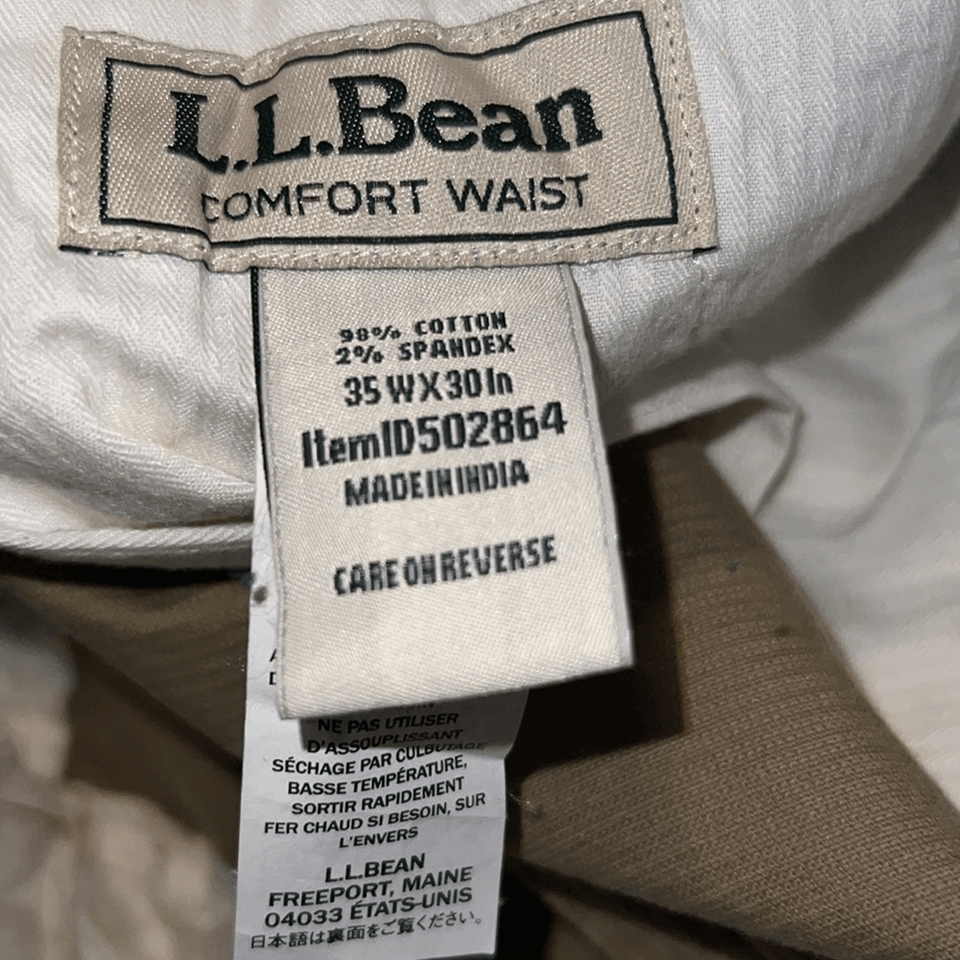 L.L.Bean
COMFORT WAIST
98% COTTON
2% SPANDEX
35 W X 30 In
ItemID502864
MADE IN INDIA
CARE ON REVERSE
NE PAS UTILISER
D'ASSOUPLISSANT
SÉCHAGE PAR CULBUTAGE
BASSE TEMPÉRATURE,
SORTIR RAPIDEMENT
FER CHAUD SI BESOIN, SUR
L'ENVERS
L.L.BEAN
FREEPORT, MAINE
04033 ÉTATS-UNIS
日本語は裏面をご覧ください。